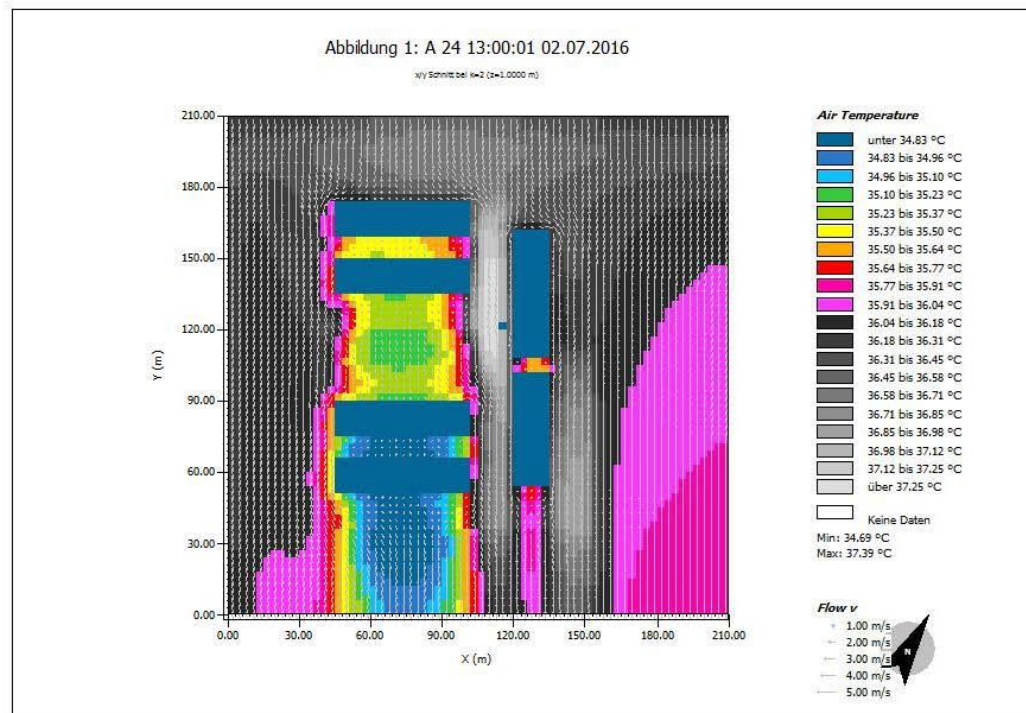 Abbildung 1: A 24 13:00:01 02.07.2016
x/y Schnitt bei k=2 (z=1.0000 m)
210.00
180.00
150.00
120.00
90.00
60.00
30.00
0.00
Y (m)
0.00 30.00 60.00 90.00 120.00 150.00 180.00 210.00
X (m)
Air Temperature
unter 34.83 °C
34.83 bis 34.96 °C
34.96 bis 35.10 °C
35.10 bis 35.23 °C
35.23 bis 35.37 °C
35.37 bis 35.50 °C
35.50 bis 35.64 °C
35.64 bis 35.77 °C
35.77 bis 35.91 °C
35.91 bis 36.04 °C
36.04 bis 36.18 °C
36.18 bis 36.31 °C
36.31 bis 36.45 °C
36.45 bis 36.58 °C
36.58 bis 36.71 °C
36.71 bis 36.85 °C
36.85 bis 36.98 °C
36.98 bis 37.12 °C
37.12 bis 37.25 °C
über 37.25 °C
Keine Daten
Min: 34.69 °C
Max: 37.39 °C
Flow v
1.00 m/s
2.00 m/s
3.00 m/s
4.00 m/s
5.00 m/s
N